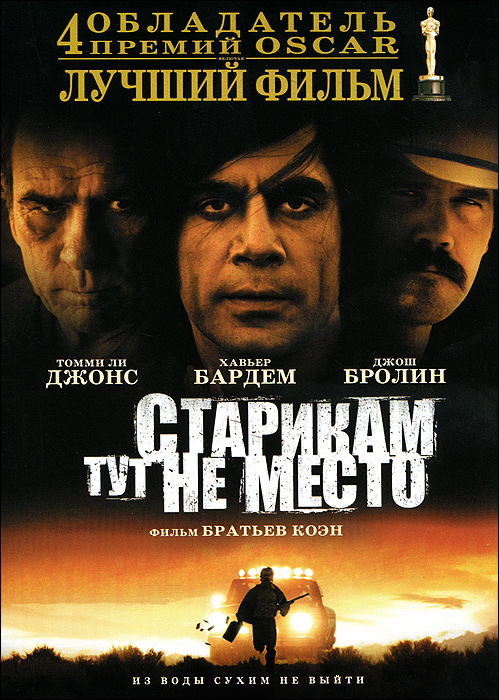 4 ОБЛАДАТЕЛЬ
ПРЕМИЙ OSCAR
ВКЛЮЧАЯ
ЛУЧШИЙ ФИЛЬМ
ТОММИ ЛИ
ДЖОНС
ХАВЬЕР
БАРДЕМ
ДЖОШ
БРОЛИН
СТАРИКАМ
ТУТ НЕ МЕСТО
ФИЛЬМ БРАТЬЕВ КОЭН
ИЗ ВОДЫ СУХИМ НЕ ВЫЙТИ